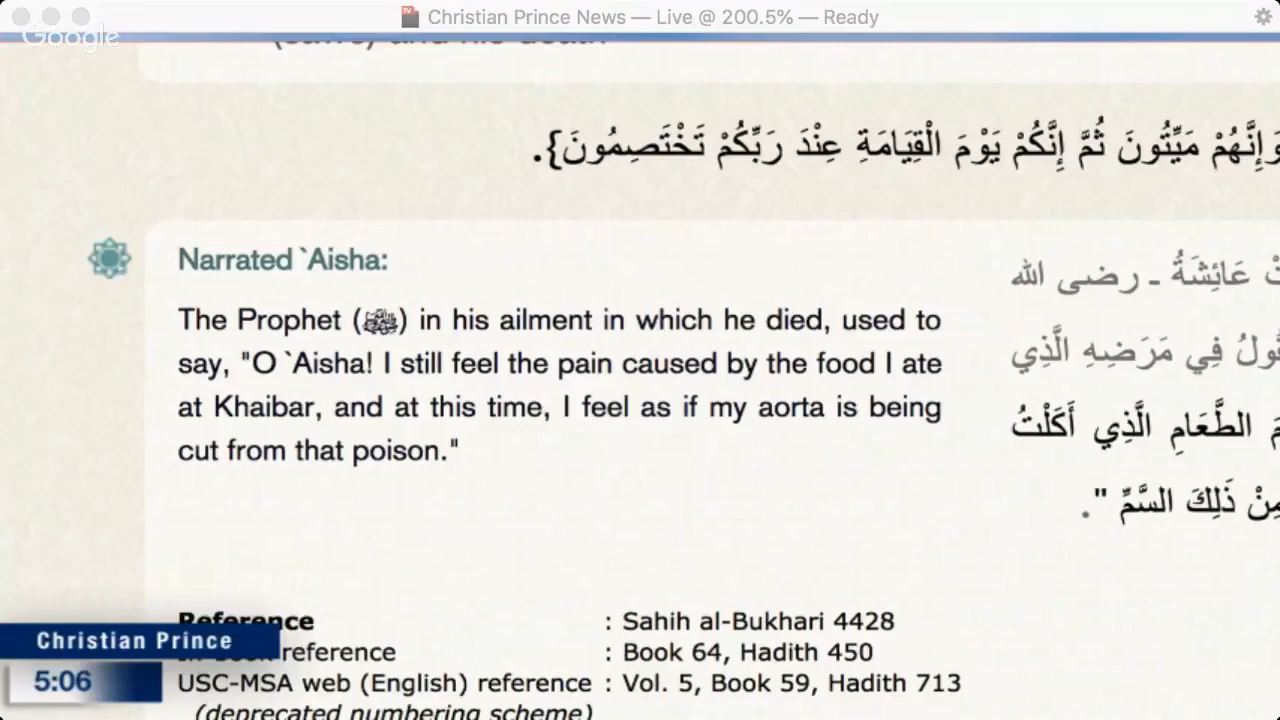 Christian Prince News — Live @ 200.5% — Ready
Google
وَإِنَّهُمْ مَيِّتُونَ ثُمَّ إِنَّكُمْ يَوْمَ الْقِيَامَةِ عِنْدَ رَبِّكُمْ تَخْتَصِمُونَ}.
Narrated `Aisha:
عَائِشَةُ ـ رضى الله
The Prophet (ﷺ) in his ailment in which he died, used to
say, "O `Aisha! I still feel the pain caused by the food I ate
فِي مَرَضِهِ الَّذِي
at Khaibar, and at this time, I feel as if my aorta is being
الطَّعَامِ الَّذِي أَكَلْتُ
cut from that poison."
مِنْ ذَلِكَ السَّمِّ ".
Reference : Sahih al-Bukhari 4428
reference : Book 64, Hadith 450
USC-MSA web (English) reference : Vol. 5, Book 59, Hadith 713
(deprecated numbering scheme)
Christian Prince
5:06